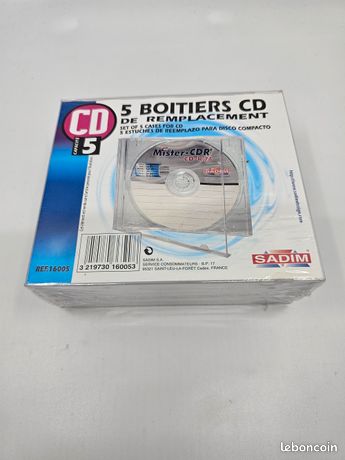 CD
CAPACITÉ
5
5 BOITIERS CD
DE REMPLACEMENT
SET OF 5 CASES FOR CD
5 ESTUCHES DE REEMPLAZO PARA DISCO COMPACTO
Mister-CDR
SADIM
REF.16005
3 219730 160053
SADIM S.A.
SERVICE CONSOMMATEURS - B.P. 17
95321 SAINT-LEU-LA-FORÊT Cedex, FRANCE
SADIM
leboncoin